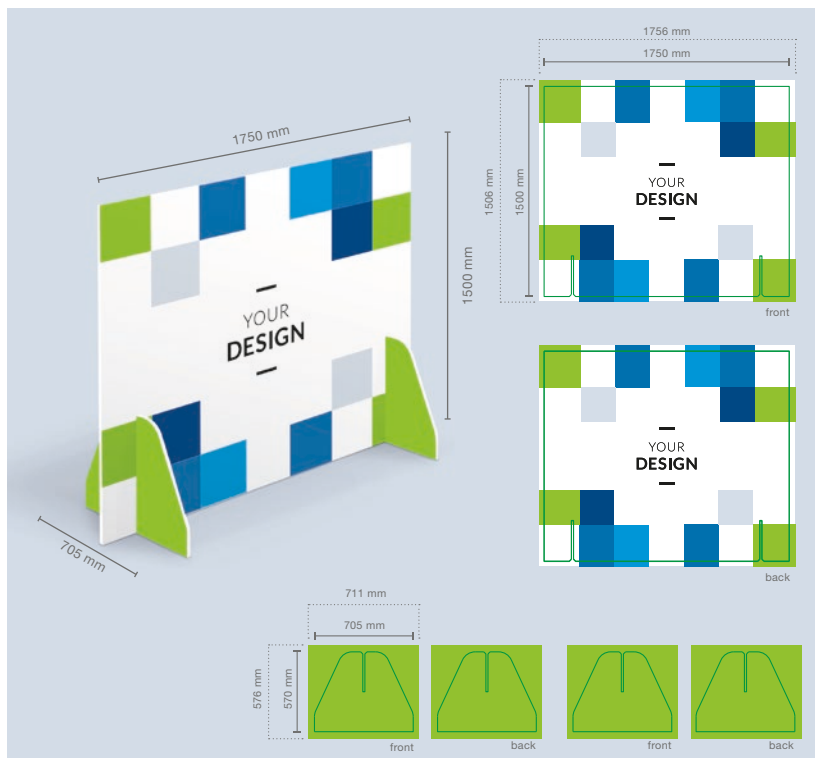 1750 mm
YOUR
DESIGN
1500 mm
705 mm
1756 mm
1750 mm
1506 mm
1500 mm
YOUR
DESIGN
front
YOUR
DESIGN
back
711 mm
705 mm
576 mm
570 mm
front
back
front
back